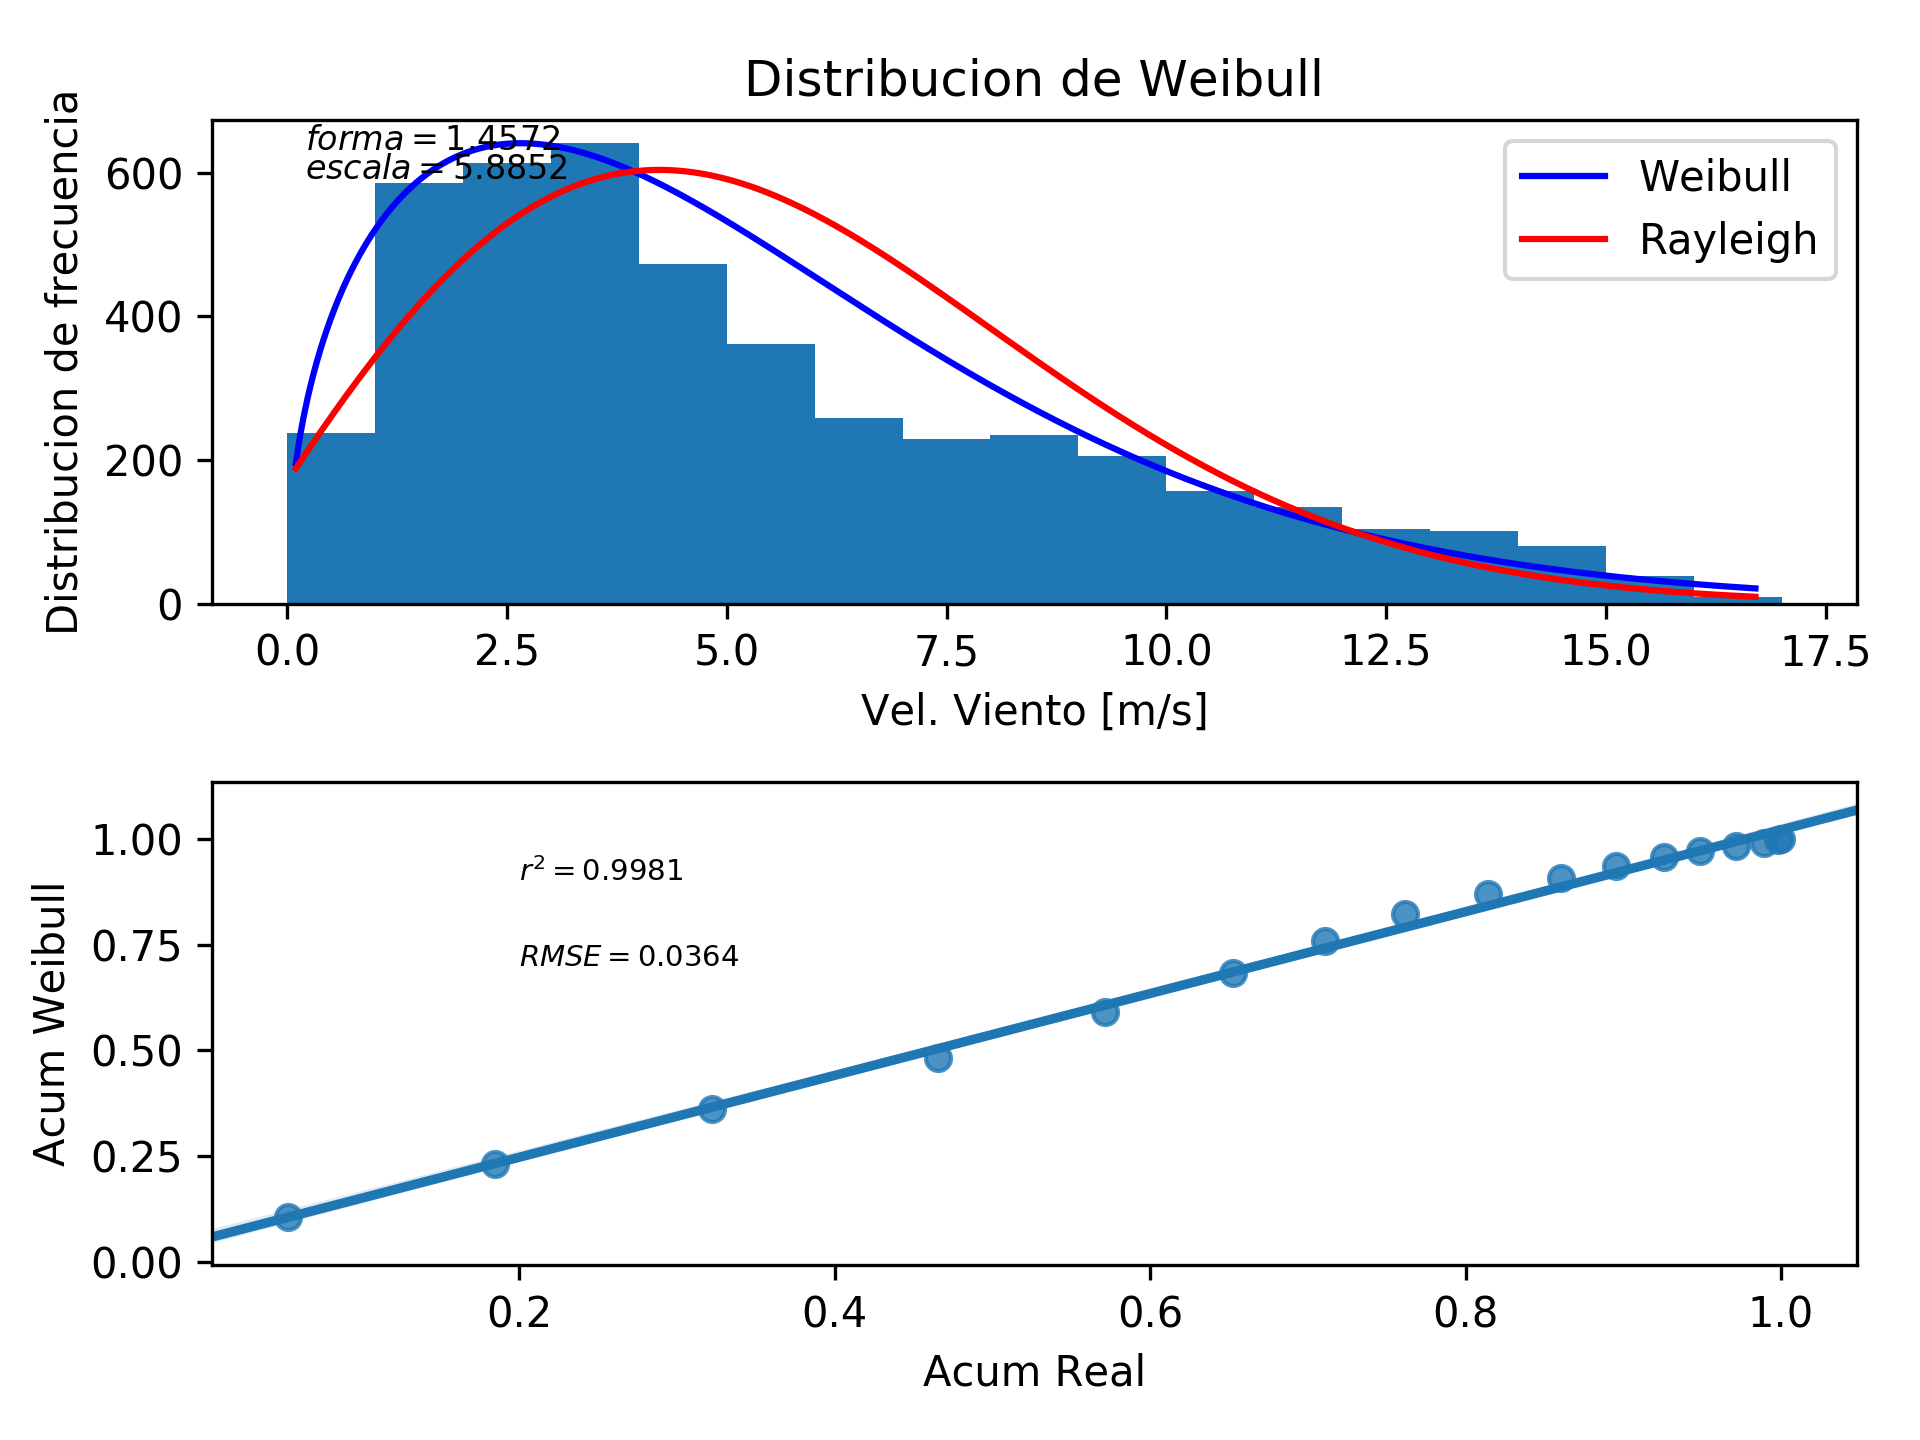 Distribucion de Weibull
forma = 1.4572
escala = 5.8852
Weibull
Rayleigh
Distribucion de frecuencia
600
400
200
0
0.0 2.5 5.0 7.5 10.0 12.5 15.0 17.5
Vel. Viento [m/s]
r² = 0.9981
RMSE = 0.0364
Acum Weibull
1.00
0.75
0.50
0.25
0.00
0.2 0.4 0.6 0.8 1.0
Acum Real